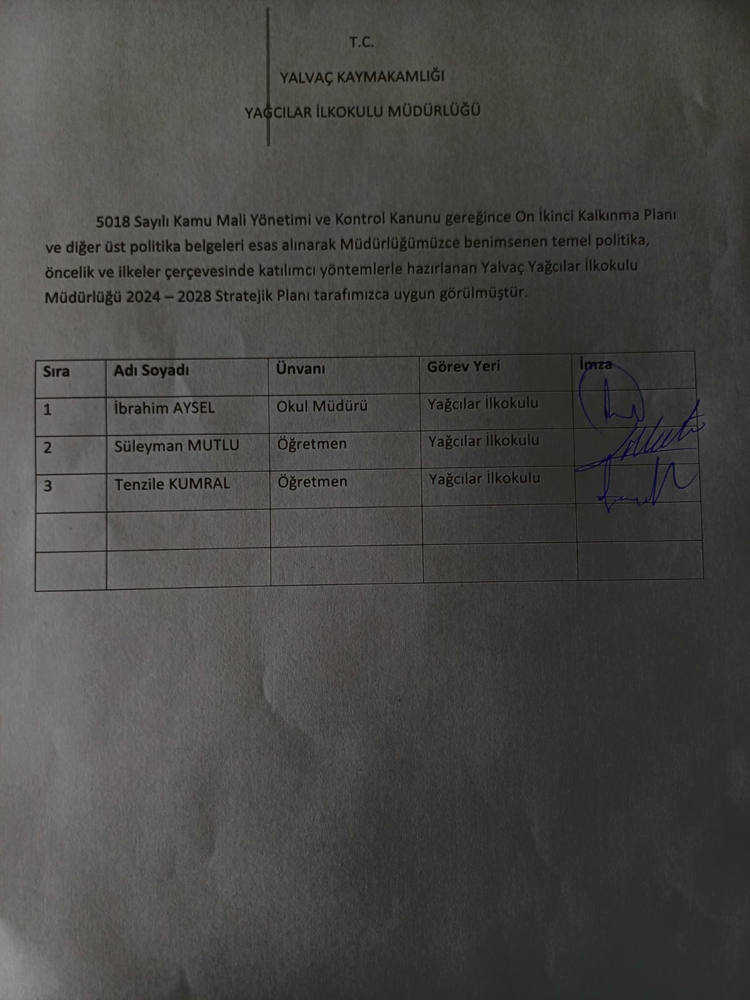 T.C.
YALVAÇ KAYMAKAMLIĞI
YAĞCILAR İLKOKULU MÜDÜRLÜĞÜ
5018 Sayılı Kamu Mali Yönetimi ve Kontrol Kanunu gereğince On İkinci Kalkınma Planı
ve diğer üst politika belgeleri esas alınarak Müdürlüğümüzce benimsenen temel politika,
öncelik ve ilkeler çerçevesinde katılımcı yöntemlerle hazırlanan Yalvaç Yağcılar İlkokulu
Müdürlüğü 2024 – 2028 Stratejik Planı tarafımızca uygun görülmüştür.
Sıra Adı Soyadı Ünvanı Görev Yeri İmza
1 İbrahim AYSEL Okul Müdürü Yağcılar İlkokulu
2 Süleyman MUTLU Öğretmen Yağcılar İlkokulu
3 Tenzile KUMRAL Öğretmen Yağcılar İlkokulu